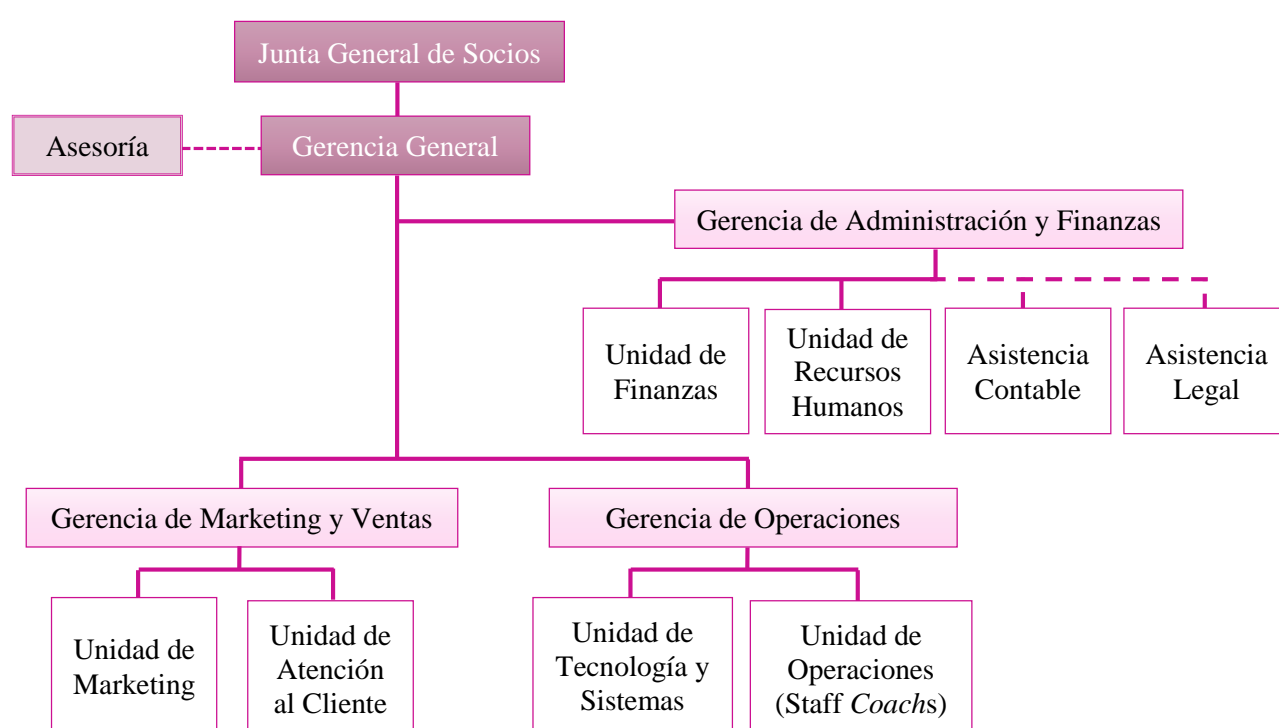 Junta General de Socios
Asesoría
Gerencia General
Gerencia de Administración y Finanzas
Unidad de
Finanzas
Unidad de
Recursos
Humanos
Asistencia
Contable
Asistencia
Legal
Gerencia de Marketing y Ventas
Gerencia de Operaciones
Unidad de
Marketing
Unidad de
Atención
al Cliente
Unidad de
Tecnología y
Sistemas
Unidad de
Operaciones
(Staff Coachs)